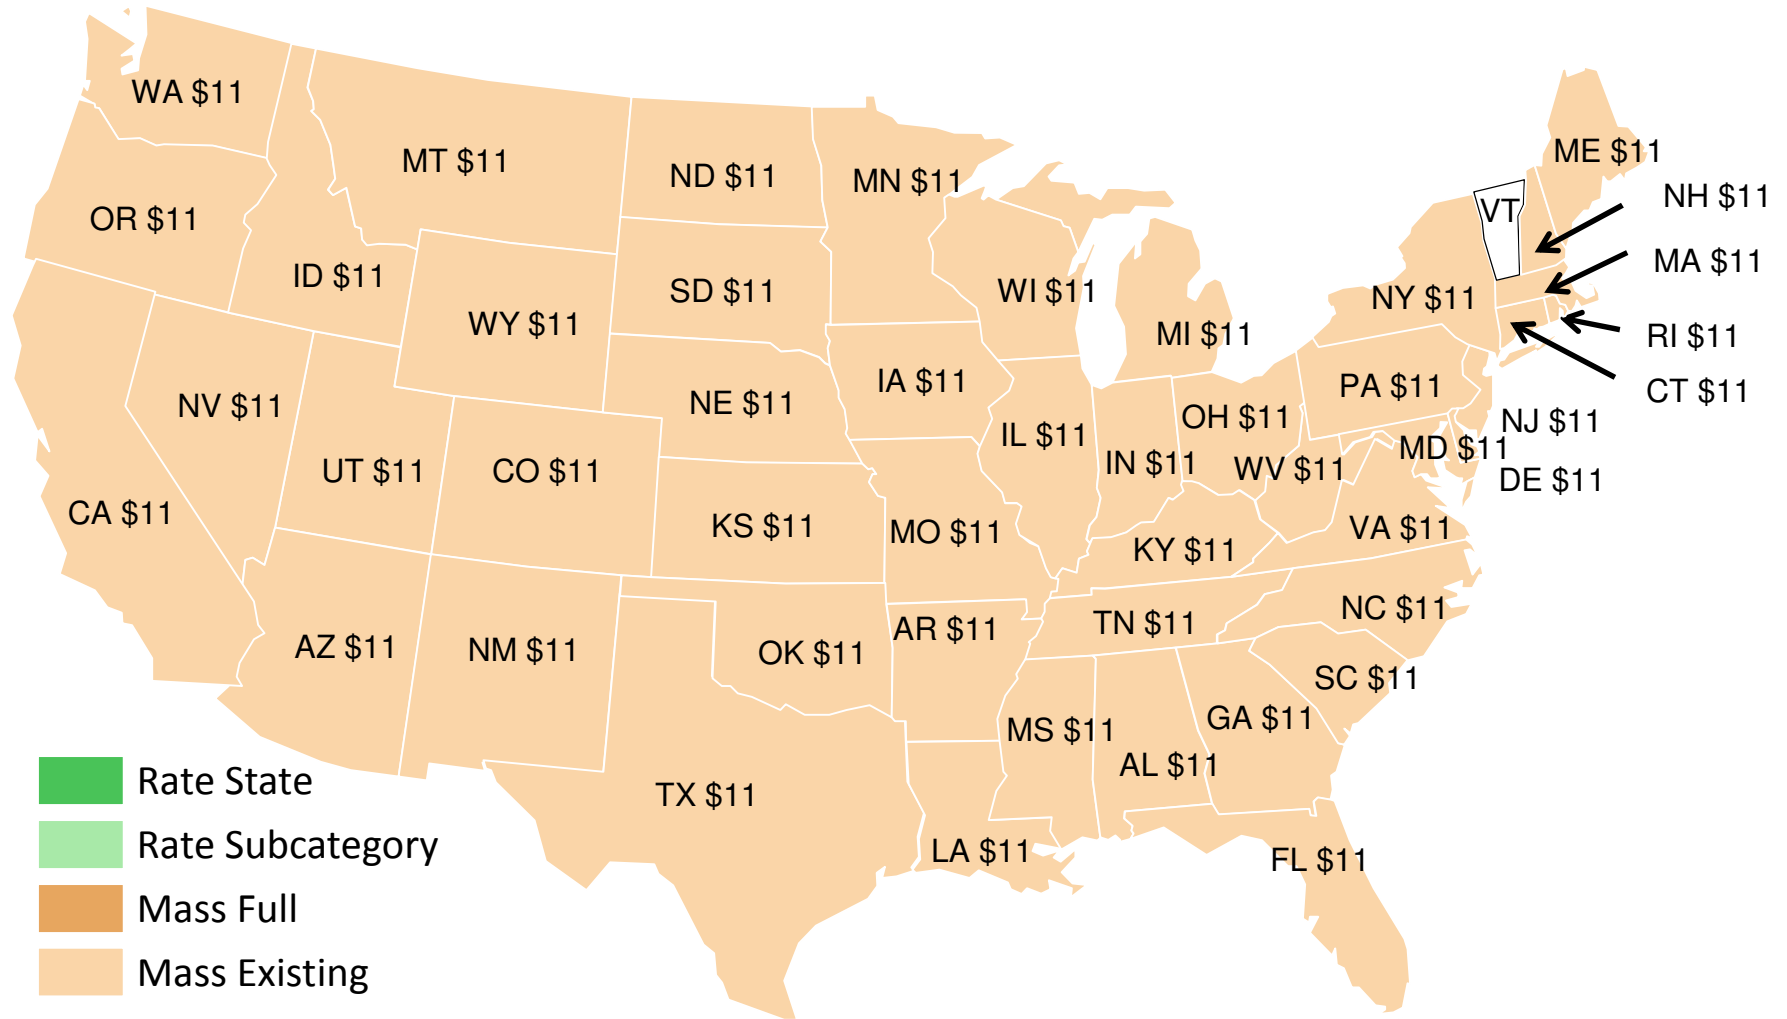 WA $11
MT $11
ND $11
MN $11
ME $11
NH $11
VT
OR $11
ID $11
MA $11
SD $11
WI $11
NY $11
WY $11
MI $11
RI $11
IA $11
PA $11
CT $11
NV $11
NE $11
OH $11
NJ $11
IL $11
MD $11
UT $11
CO $11
IN $11
WV $11
DE $11
CA $11
KS $11
MO $11
VA $11
KY $11
NC $11
TN $11
AR $11
AZ $11
NM $11
OK $11
SC $11
GA $11
MS $11
AL $11
TX $11
LA $11
FL $11
Rate State
Rate Subcategory
Mass Full
Mass Existing